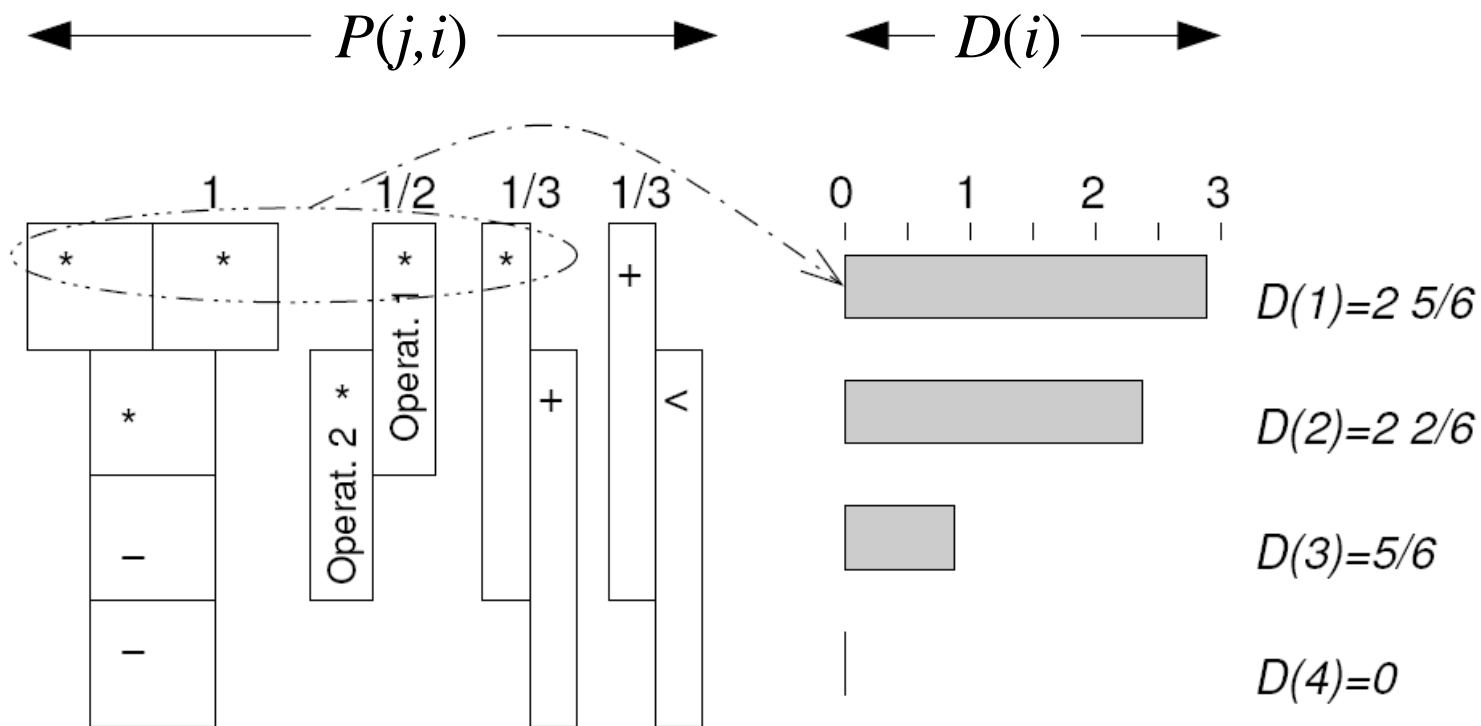 P(j,i) D(i)
1 1/2 1/3 1/3 0 1 2 3
* * * * +
D(1)=2 5/6
Operat. 1
* Operat. 2 * + <
D(2)=2 2/6
–
D(3)=5/6
–
D(4)=0